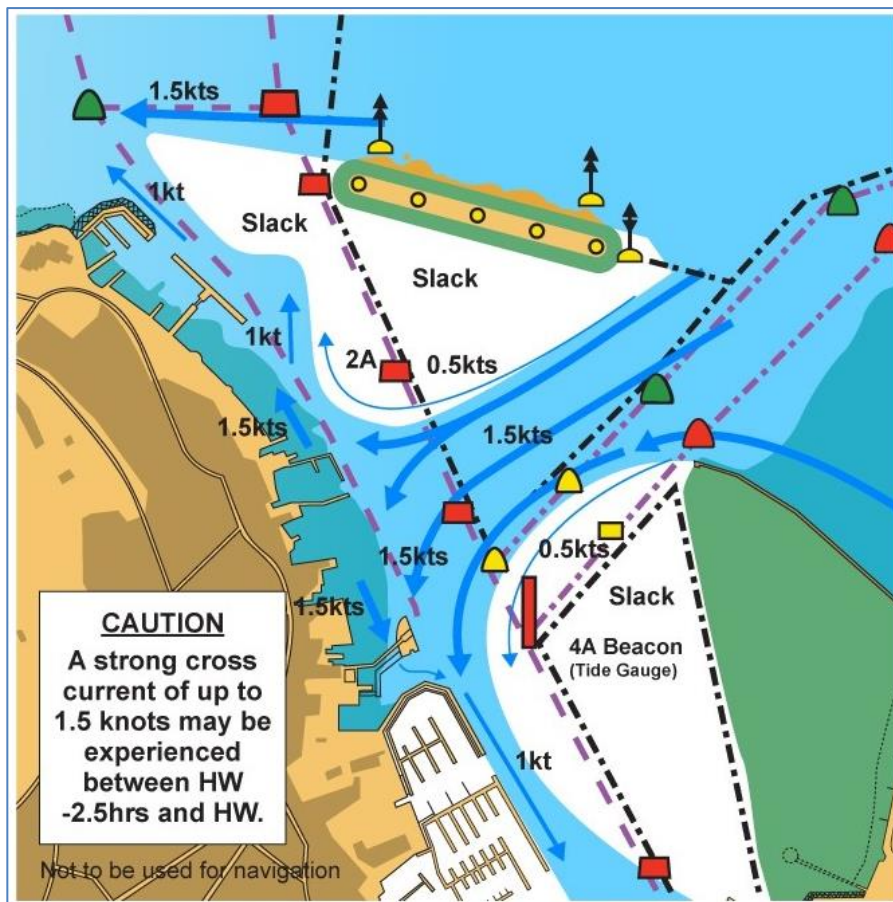 1.5kts
1kt
Slack
Slack
1kt
2A
0.5kts
1.5kts
1.5kts
1.5kts
0.5kts
1.5kts
Slack
4A Beacon
(Tide Gauge)
1kt
CAUTION
A strong cross
current of up to
1.5 knots may be
experienced
between HW
-2.5hrs and HW.
Not to be used for navigation